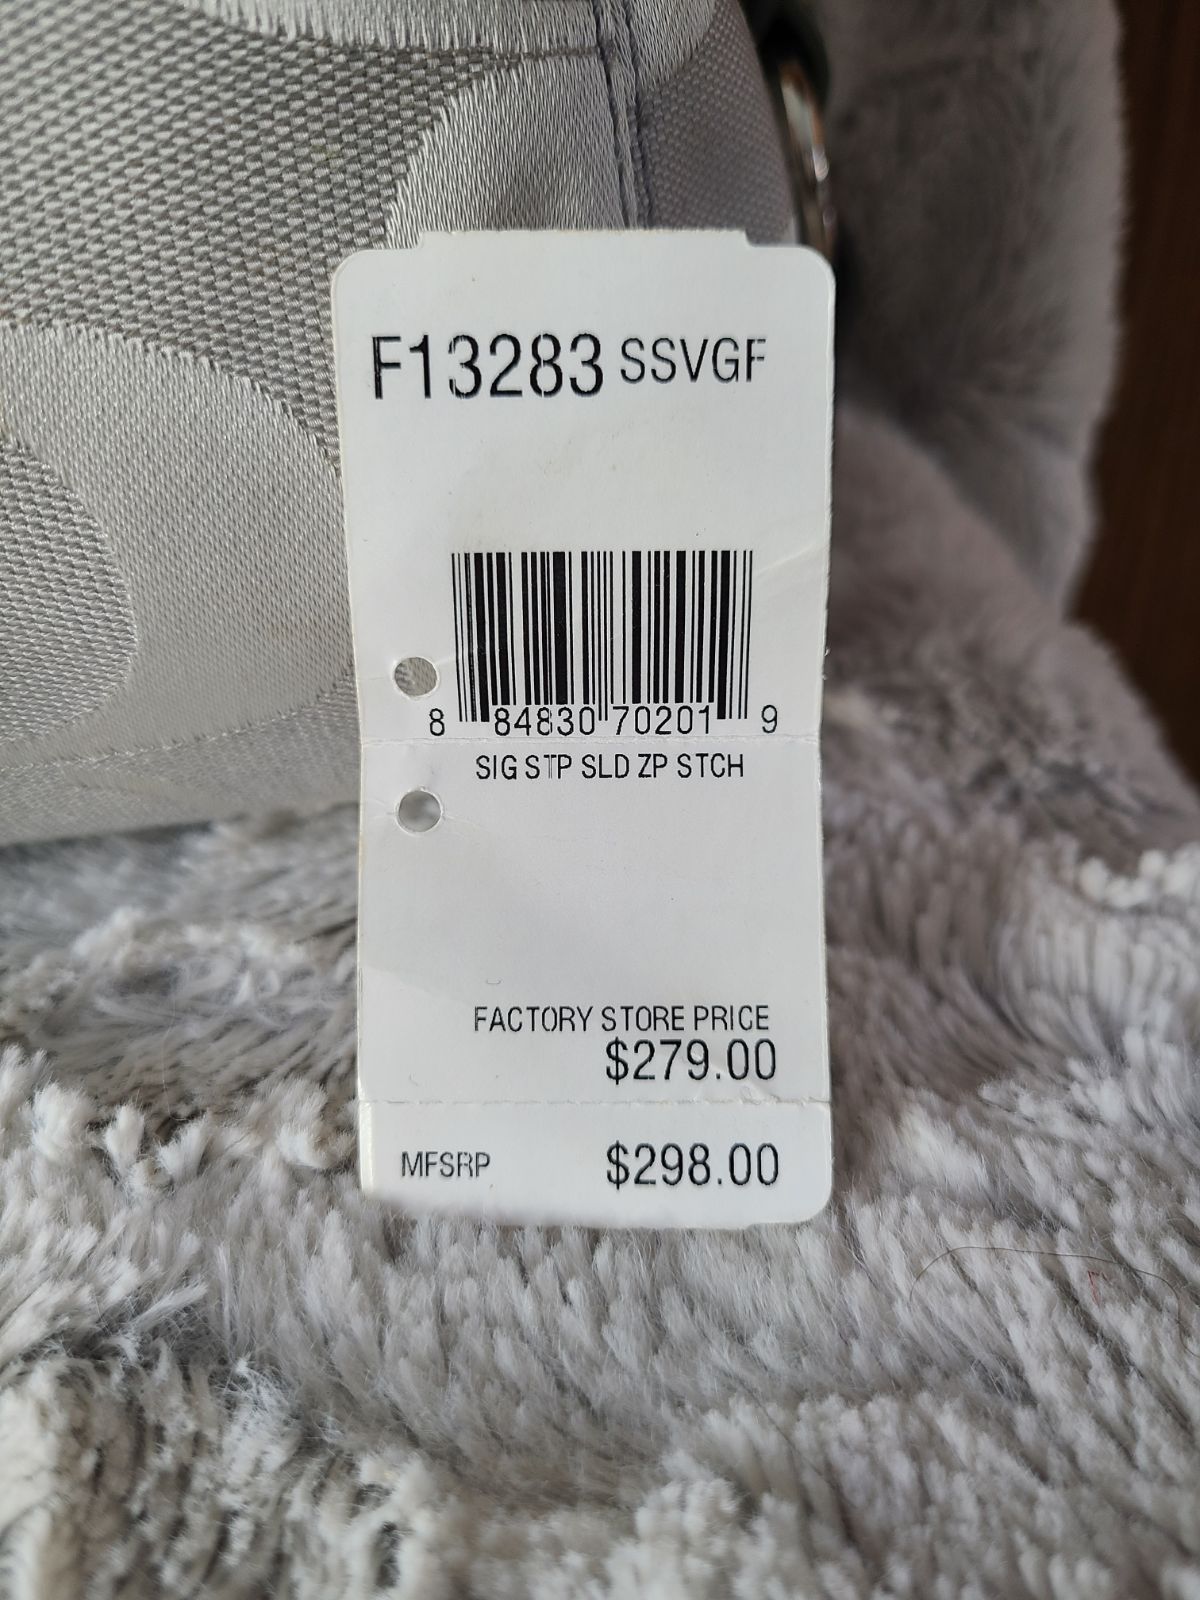 F13283 SSVGF
8 84830 70201 9
SIG STP SLD ZP STCH
FACTORY STORE PRICE
$279.00
MFSRP $298.00